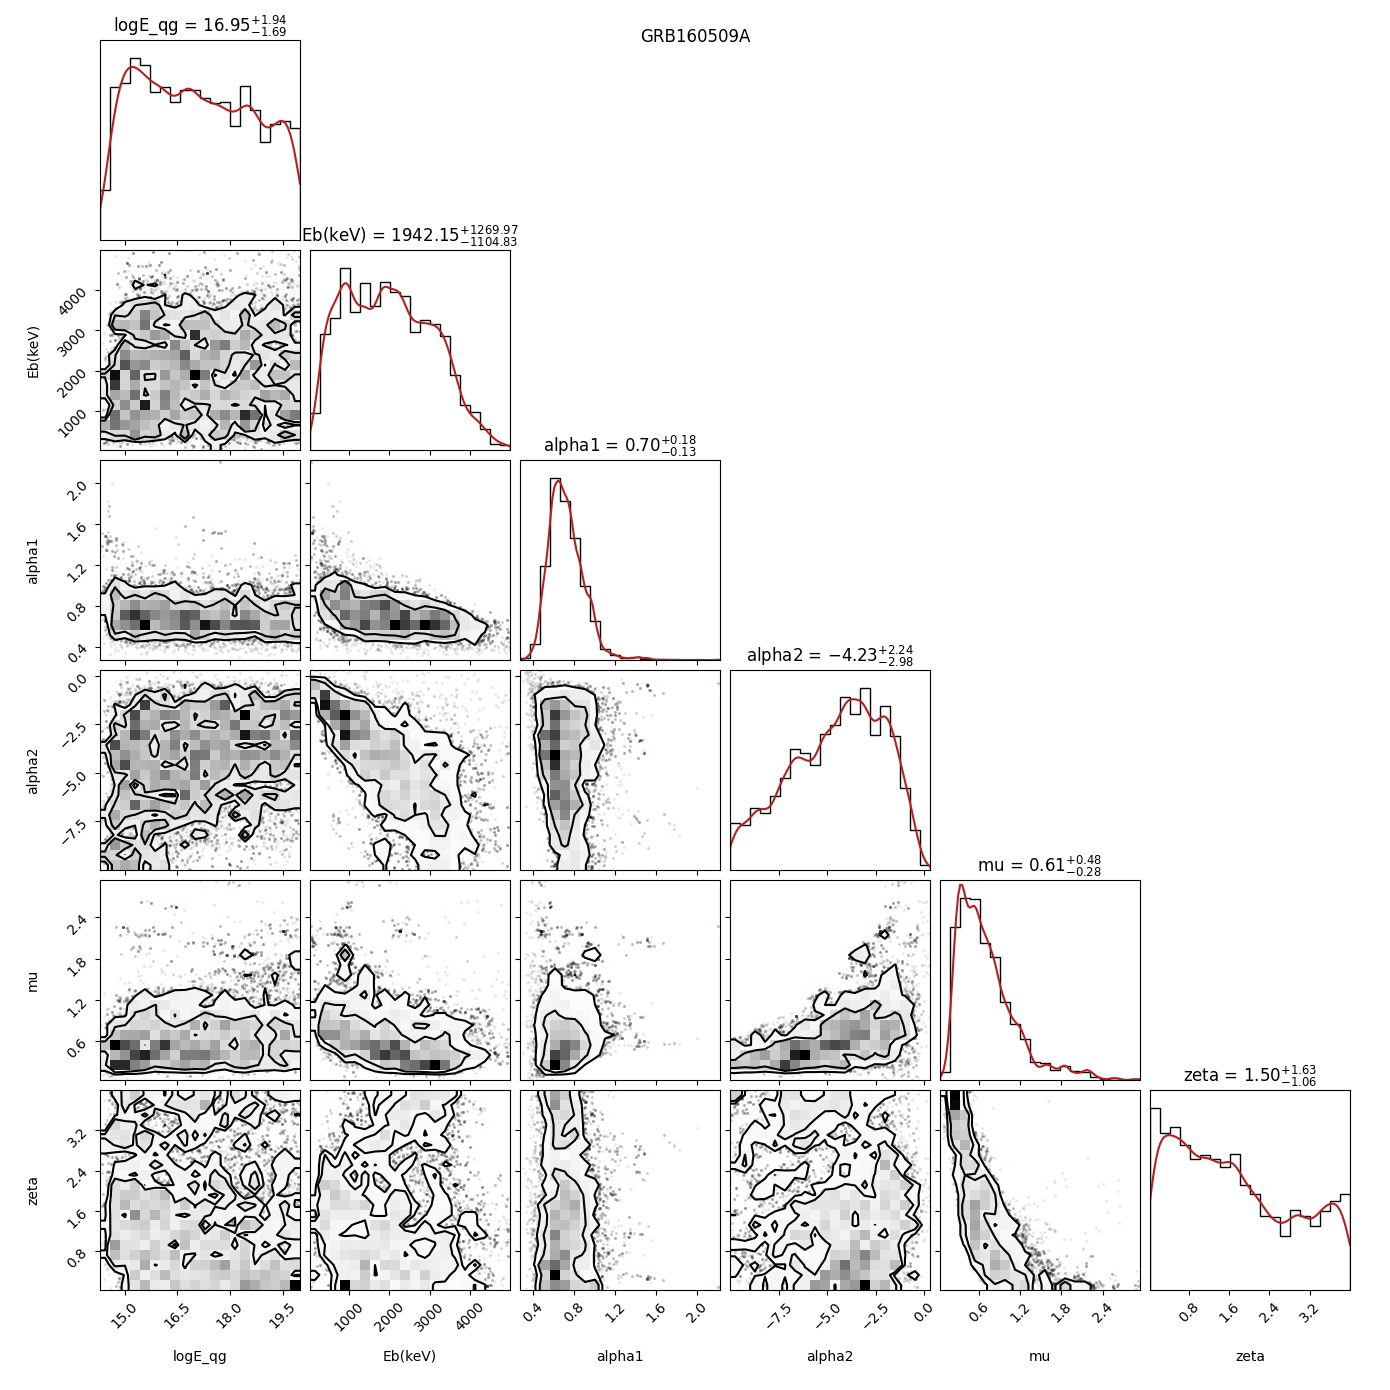 GRB160509A
logE_qg = 16.95+1.94−1.69
Eb(keV) = 1942.15+1269.97−1104.83
Eb(keV)
4000
3000
2000
1000
alpha1 = 0.70+0.18−0.13
alpha1
2.0
1.6
1.2
0.8
0.4
alpha2 = −4.23+2.24−2.98
alpha2
0.0
−2.5
−5.0
−7.5
mu = 0.61+0.48−0.28
mu
2.4
1.8
1.2
0.6
zeta = 1.50+1.63−1.06
zeta
3.2
2.4
1.6
0.8
15.0 16.5 18.0 19.5
1000 2000 3000 4000
0.4 0.8 1.2 1.6 2.0
−7.5 −5.0 −2.5 0.0
0.6 1.2 1.8 2.4
0.8 1.6 2.4 3.2
logE_qg Eb(keV) alpha1 alpha2 mu zeta